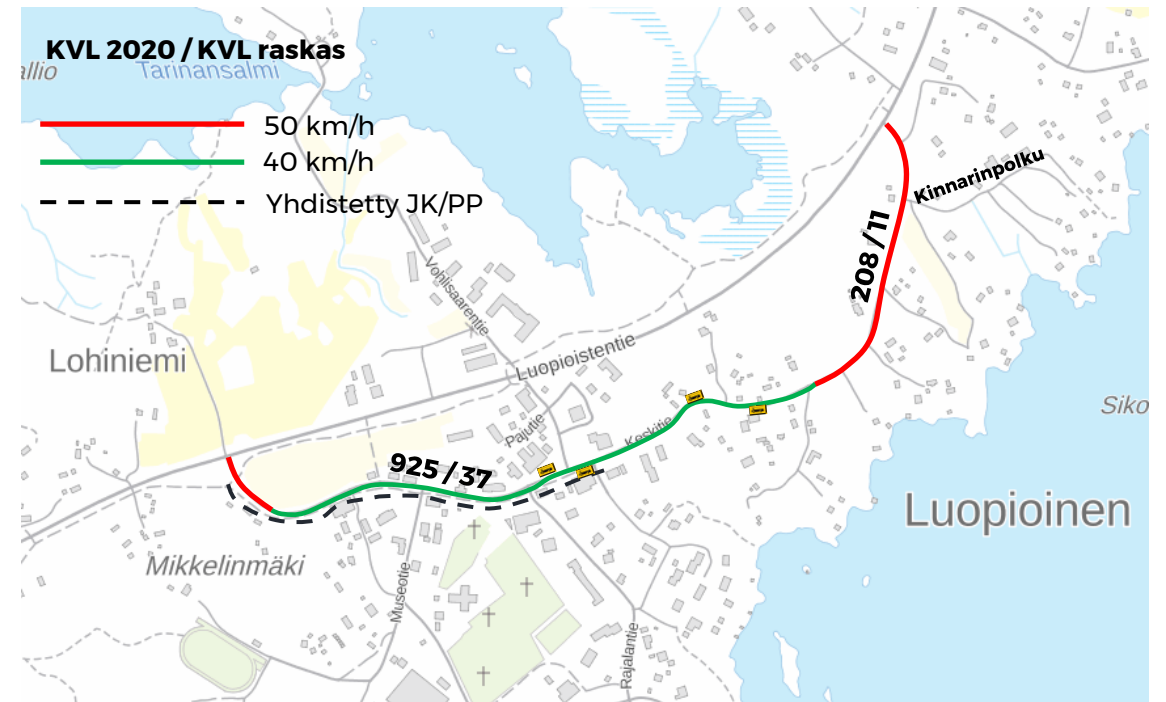 KVL 2020 / KVL raskas
allio
Tarinansalmi
50 km/h
40 km/h
Yhdistetty JK/PP
Kinnarinpolku
208 / 11
Vohlisaarentie
Lohiniemi
Luopioistentie
Siko
Pajutie
Keskitie
925 / 37
Luopioinen
Mikkelinmäki
Museotie
Rajalantie